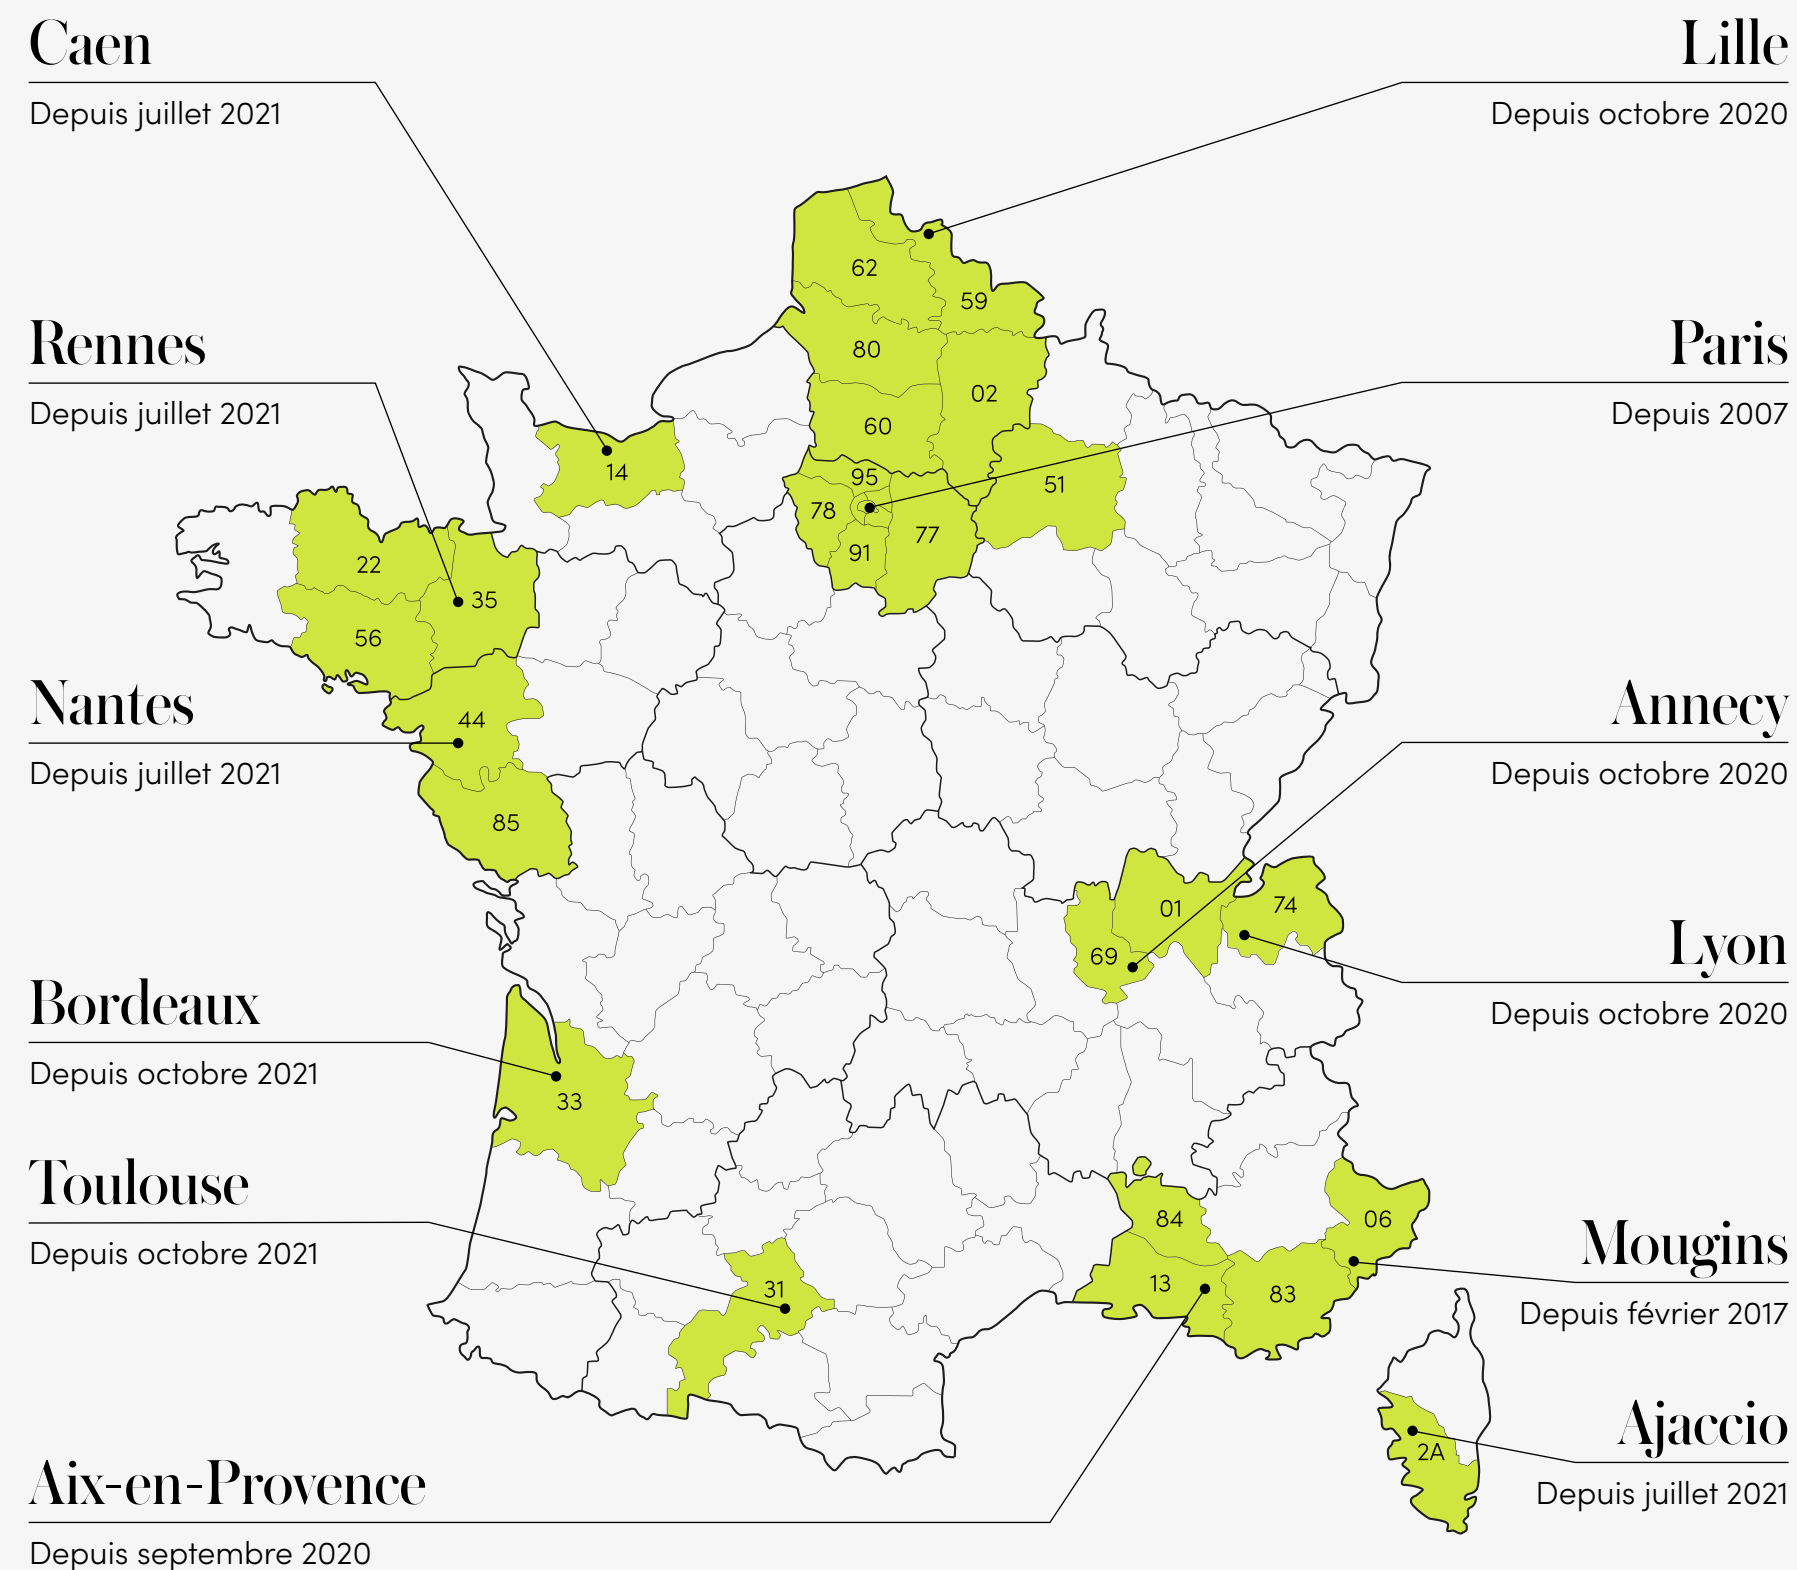 Caen
Depuis juillet 2021
Lille
Depuis octobre 2020
62
59
Rennes
Depuis juillet 2021
Paris
Depuis 2007
80
02
60
14
95
51
78
77
91
22
35
56
Nantes
Depuis juillet 2021
44
Annecy
Depuis octobre 2020
85
01
74
69
Lyon
Depuis octobre 2020
Bordeaux
Depuis octobre 2021
33
Toulouse
Depuis octobre 2021
31
84
06
13
83
Mougins
Depuis février 2017
Ajaccio
Depuis juillet 2021
2A
Aix-en-Provence
Depuis septembre 2020